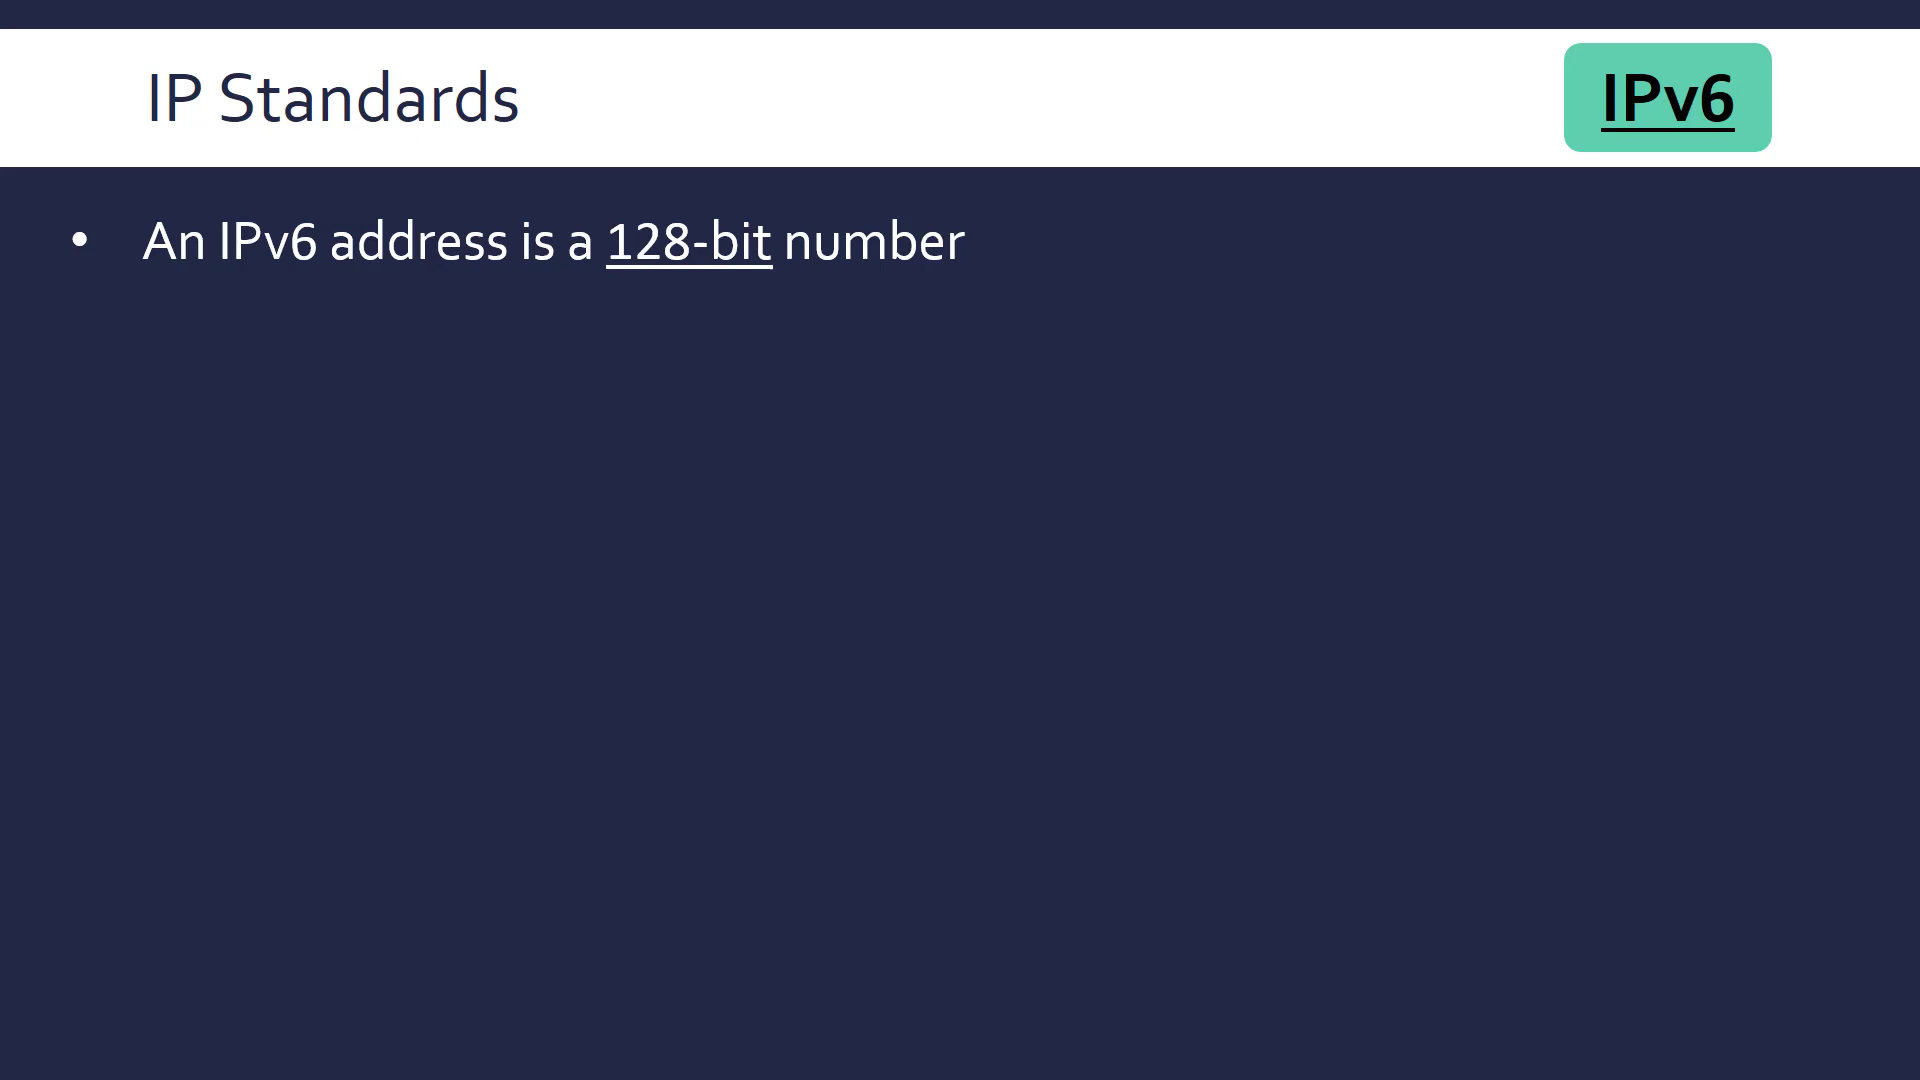 IP Standards
IPv6
• An IPv6 address is a 128-bit number